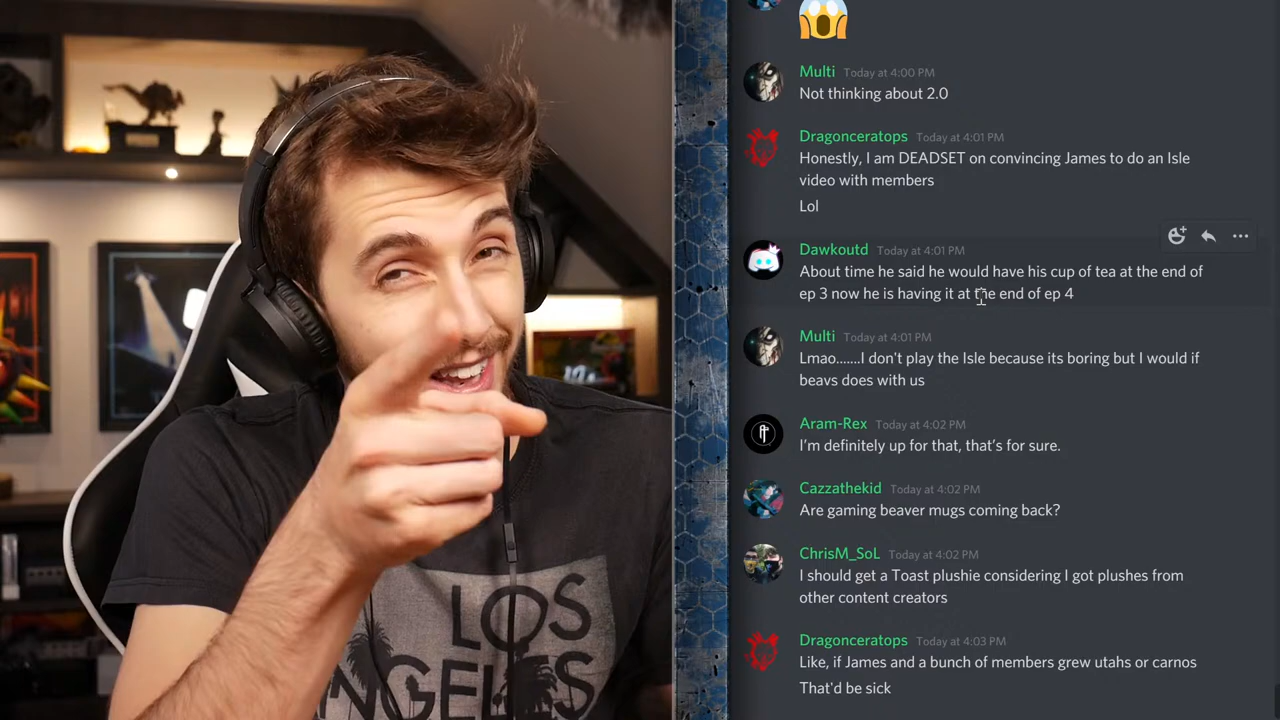 LOS
ANGELES
Multi Today at 4:00 PM
Not thinking about 2.0
Dragonceratops Today at 4:01 PM
Honestly, I am DEADSET on convincing James to do an Isle
video with members
Lol
Dawkoutd Today at 4:01 PM
About time he said he would have his cup of tea at the end of
ep 3 now he is having it at the end of ep 4
Multi Today at 4:01 PM
Lmao.......I don't play the Isle because its boring but I would if
beavs does with us
Aram-Rex Today at 4:02 PM
I'm definitely up for that, that's for sure.
Cazzathekid Today at 4:02 PM
Are gaming beaver mugs coming back?
ChrisM_SoL Today at 4:02 PM
I should get a Toast plushie considering I got plushes from
other content creators
Dragonceratops Today at 4:03 PM
Like, if James and a bunch of members grew utahs or carnos
That'd be sick